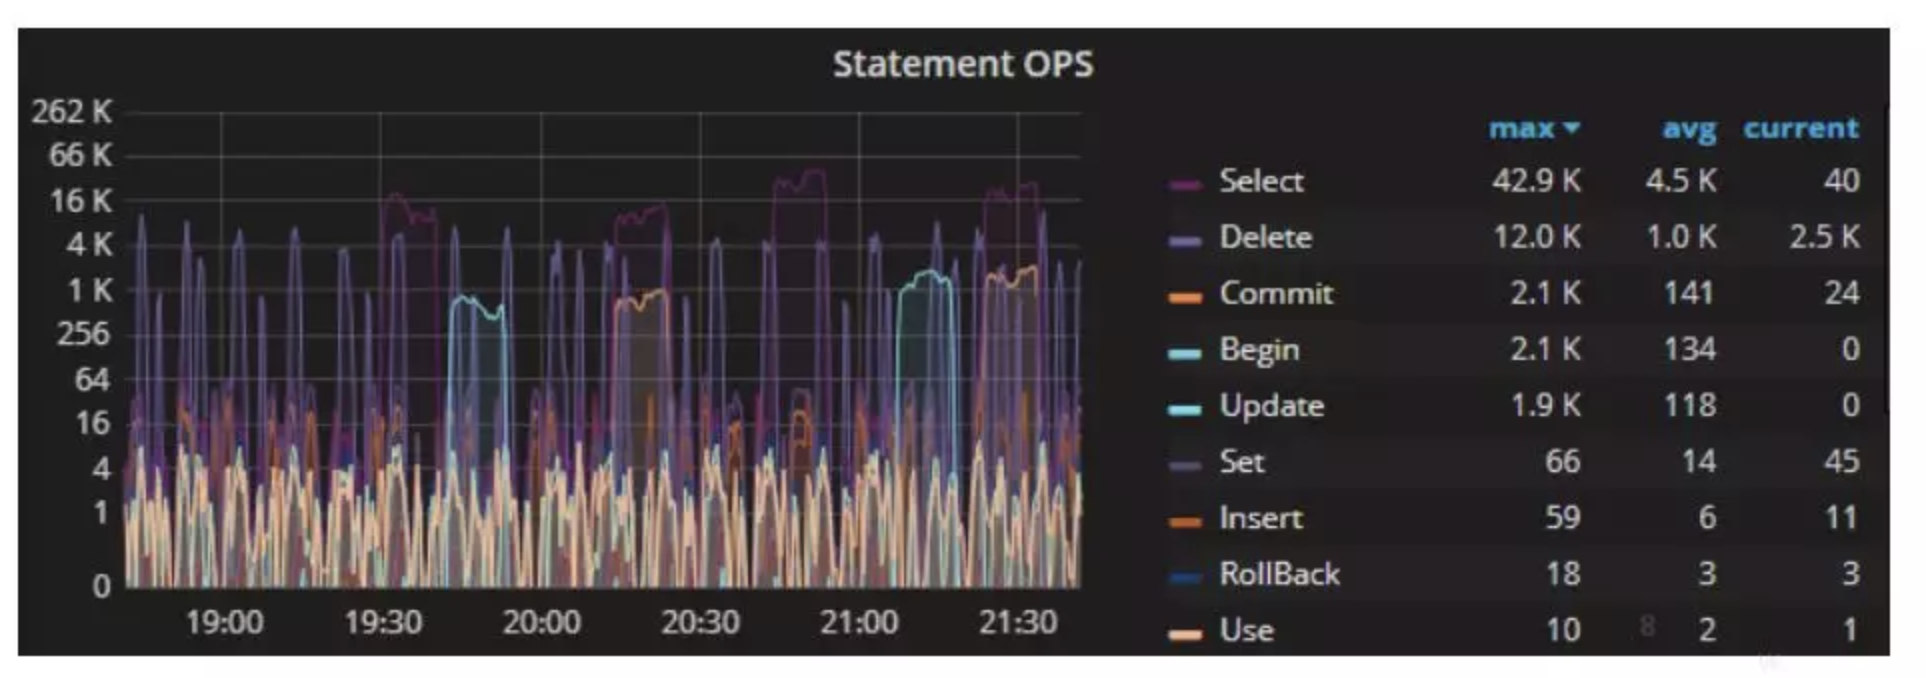 Statement OPS
262 K
66 K
16 K
4 K
1 K
256
64
16
4
1
0
19:00 19:30 20:00 20:30 21:00 21:30
max avg current
Select 42.9 K 4.5 K 40
Delete 12.0 K 1.0 K 2.5 K
Commit 2.1 K 141 24
Begin 2.1 K 134 0
Update 1.9 K 118 0
Set 66 14 45
Insert 59 6 11
RollBack 18 3 3
Use 10 2 1